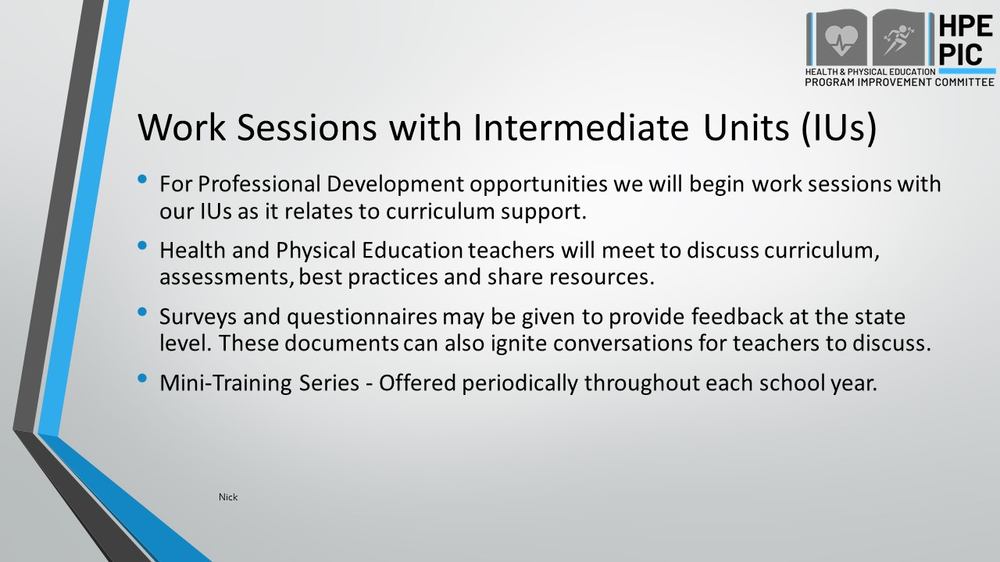 HPE
PIC
HEALTH & PHYSICAL EDUCATION
PROGRAM IMPROVEMENT COMMITTEE
Work Sessions with Intermediate Units (IUs)
• For Professional Development opportunities we will begin work sessions with
our IUs as it relates to curriculum support.
• Health and Physical Education teachers will meet to discuss curriculum,
assessments, best practices and share resources.
• Surveys and questionnaires may be given to provide feedback at the state
level. These documents can also ignite conversations for teachers to discuss.
• Mini-Training Series - Offered periodically throughout each school year.
Nick